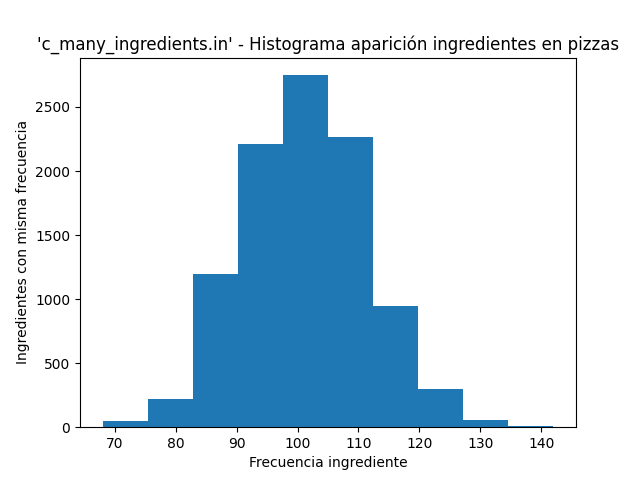 'c_many_ingredients.in' - Histograma aparición ingredientes en pizzas
Ingredientes con misma frecuencia
2500
2000
1500
1000
500
0
70 80 90 100 110 120 130 140
Frecuencia ingrediente